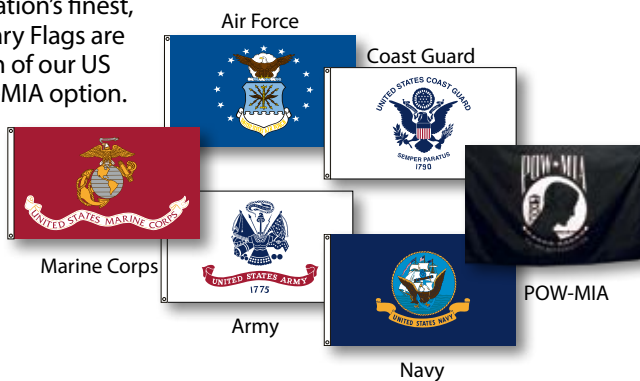 ation's finest,
ary Flags are
n of our US
MIA option.
Air Force
Coast Guard
UNITED STATES COAST GUARD
SEMPER PARATUS
1790
POW★MIA
UNITED STATES MARINE CORPS
Marine Corps
UNITED STATES ARMY
1775
Army
UNITED STATES NAVY
Navy
POW-MIA